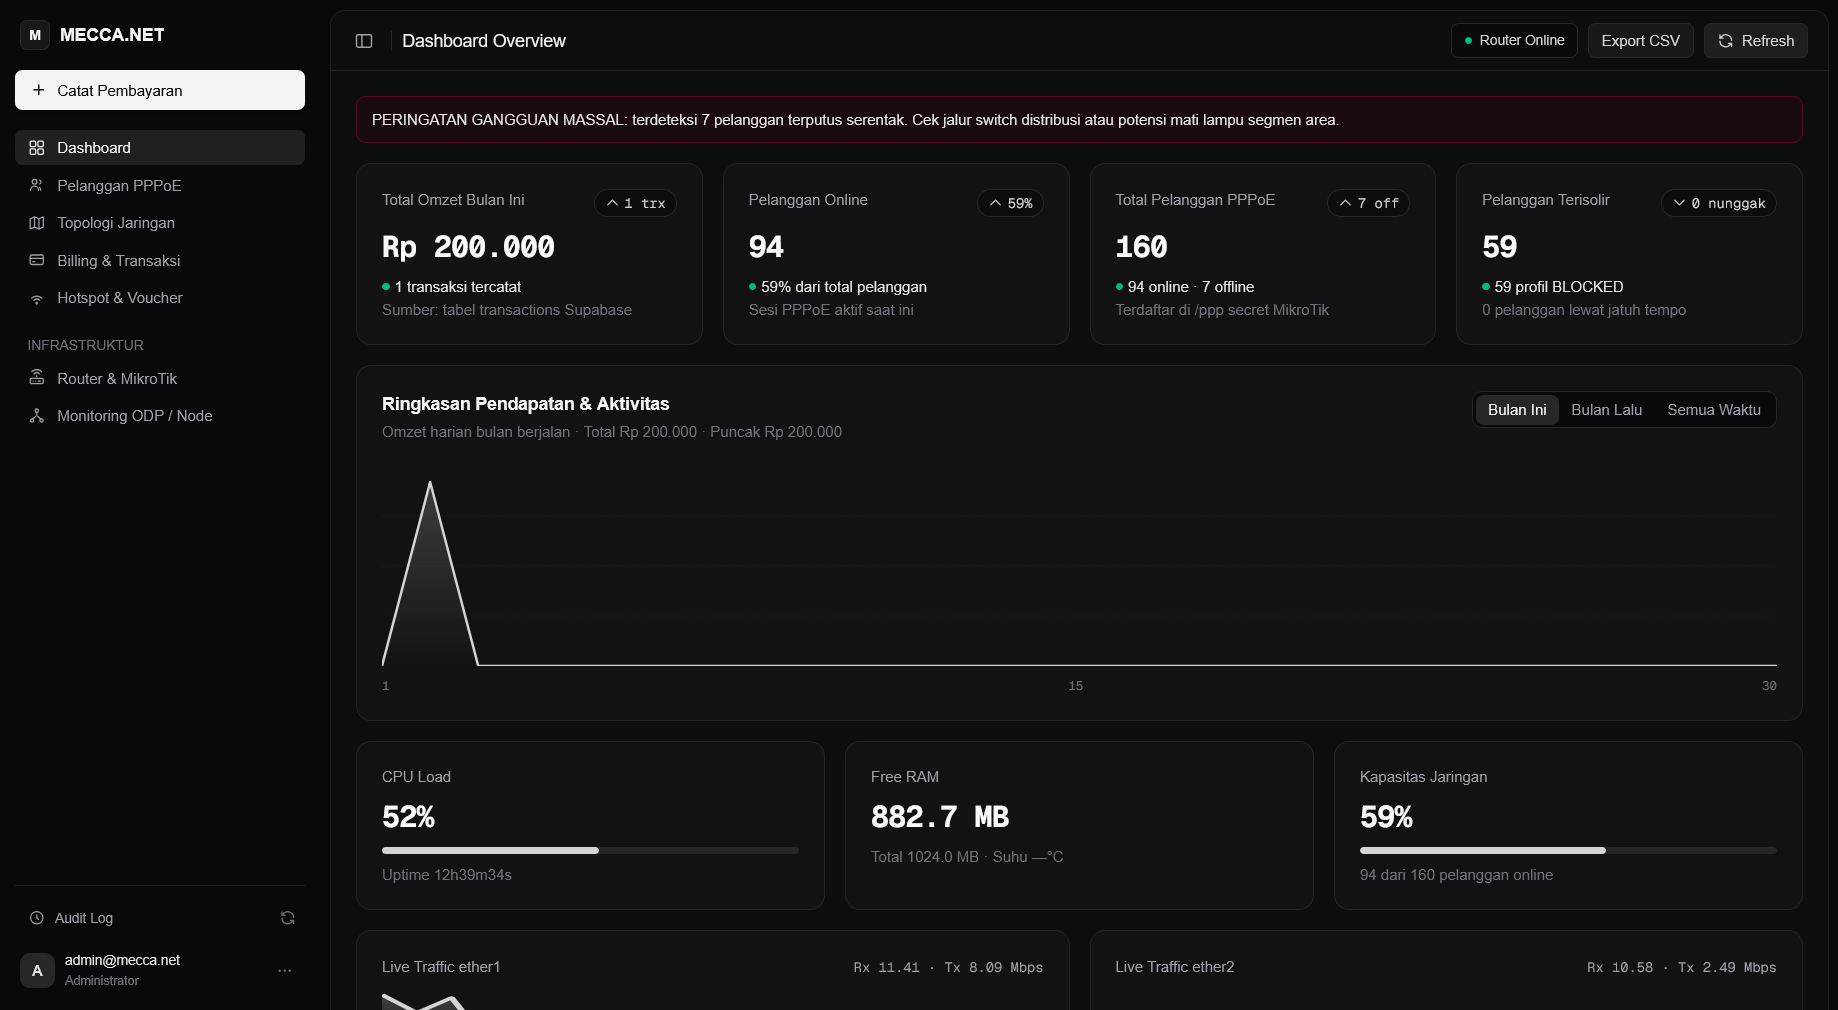 M MECCA.NET
Catat Pembayaran
Dashboard
Pelanggan PPPoE
Topologi Jaringan
Billing & Transaksi
Hotspot & Voucher
INFRASTRUKTUR
Router & MikroTik
Monitoring ODP / Node
Audit Log
A
admin@mecca.net
Administrator
Dashboard Overview
Router Online
Export CSV
Refresh
PERINGATAN GANGGUAN MASSAL: terdeteksi 7 pelanggan terputus serentak. Cek jalur switch distribusi atau potensi mati lampu segmen area.
Total Omzet Bulan Ini
1 trx
Rp 200.000
1 transaksi tercatat
Sumber: tabel transactions Supabase
Pelanggan Online
59%
94
59% dari total pelanggan
Sesi PPPoE aktif saat ini
Total Pelanggan PPPoE
7 off
160
94 online · 7 offline
Terdaftar di /ppp secret MikroTik
Pelanggan Terisolir
0 nunggak
59
59 profil BLOCKED
0 pelanggan lewat jatuh tempo
Ringkasan Pendapatan & Aktivitas
Omzet harian bulan berjalan · Total Rp 200.000 · Puncak Rp 200.000
Bulan Ini
Bulan Lalu
Semua Waktu
1
15
30
CPU Load
52%
Uptime 12h39m34s
Free RAM
882.7 MB
Total 1024.0 MB · Suhu —°C
Kapasitas Jaringan
59%
94 dari 160 pelanggan online
Live Traffic ether1
Rx 11.41 · Tx 8.09 Mbps
Live Traffic ether2
Rx 10.58 · Tx 2.49 Mbps